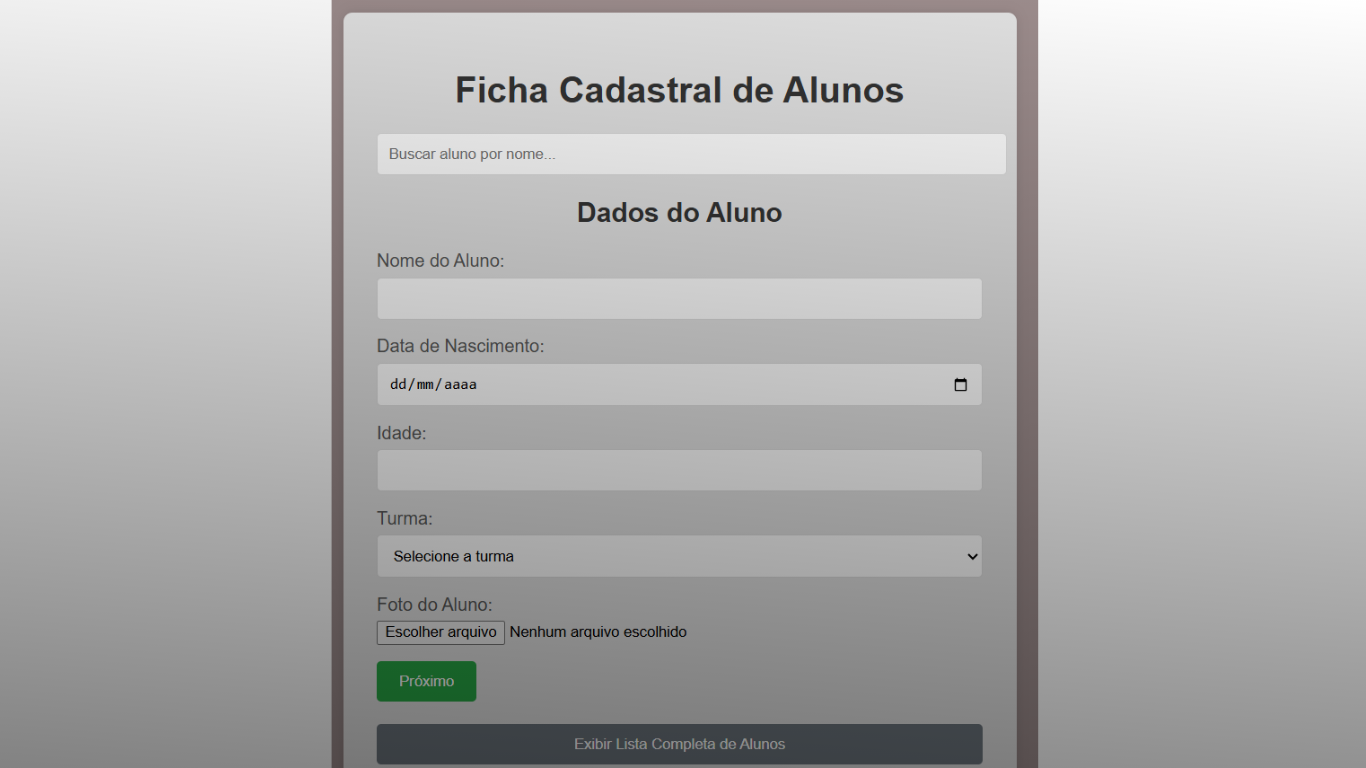 Ficha Cadastral de Alunos
Buscar aluno por nome...
Dados do Aluno
Nome do Aluno:
Data de Nascimento:
dd/mm/aaaa
Idade:
Turma:
Selecione a turma
Foto do Aluno:
Escolher arquivo Nenhum arquivo escolhido
Próximo
Exibir Lista Completa de Alunos